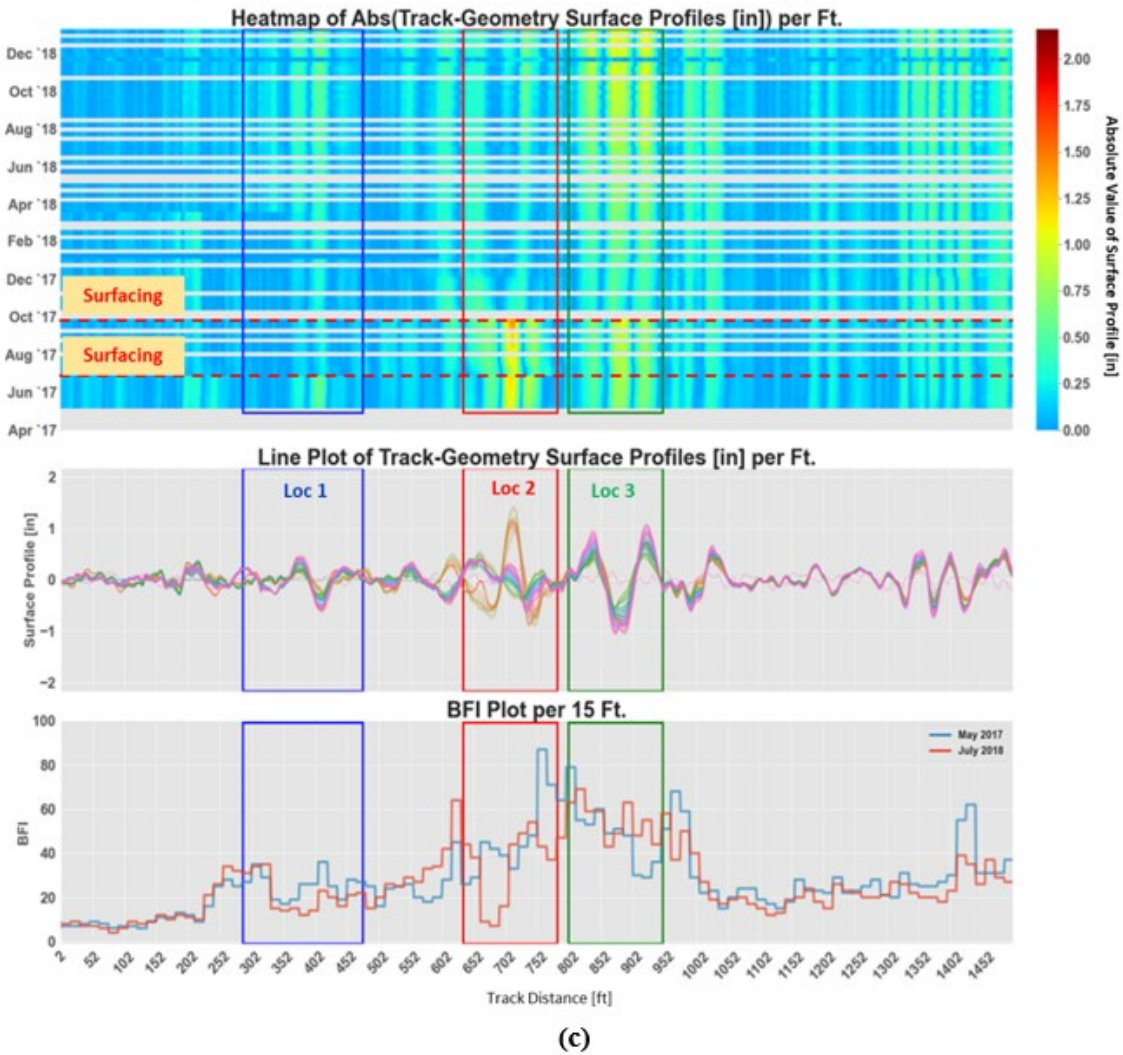 Heatmap of Abs(Track-Geometry Surface Profiles [in]) per Ft.
Dec `18
Oct `18
Aug `18
Jun `18
Apr `18
Feb `18
Dec `17
Oct `17
Aug `17
Jun `17
Apr `17
Surfacing
Surfacing
2.00
1.75
1.50
1.25
1.00
0.75
0.50
0.25
0.00
Absolute Value of Surface Profile [in]
Line Plot of Track-Geometry Surface Profiles [in] per Ft.
Surface Profile [in]
2
1
0
−1
−2
Loc 1
Loc 2
Loc 3
BFI Plot per 15 Ft.
BFI
100
80
60
40
20
0
May 2017
July 2018
2 52 102 152 202 252 302 352 402 452 502 552 602 652 702 752 802 852 902 952 1002 1052 1102 1152 1202 1252 1302 1352 1402 1452
Track Distance [ft]
(c)